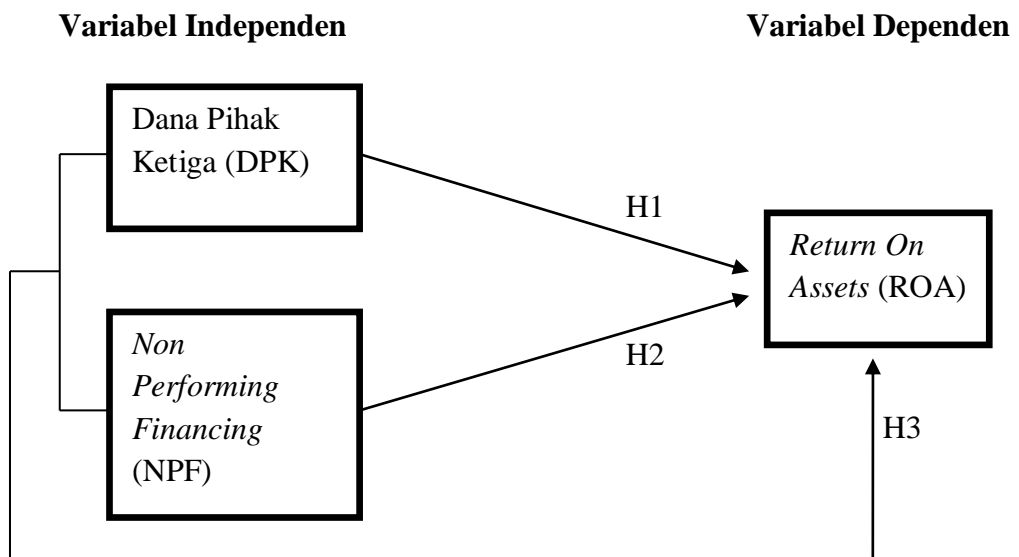 Variabel Independen
Variabel Dependen
Dana Pihak
Ketiga (DPK)
H1
Return On
Assets (ROA)
Non
Performing
Financing
(NPF)
H2
H3